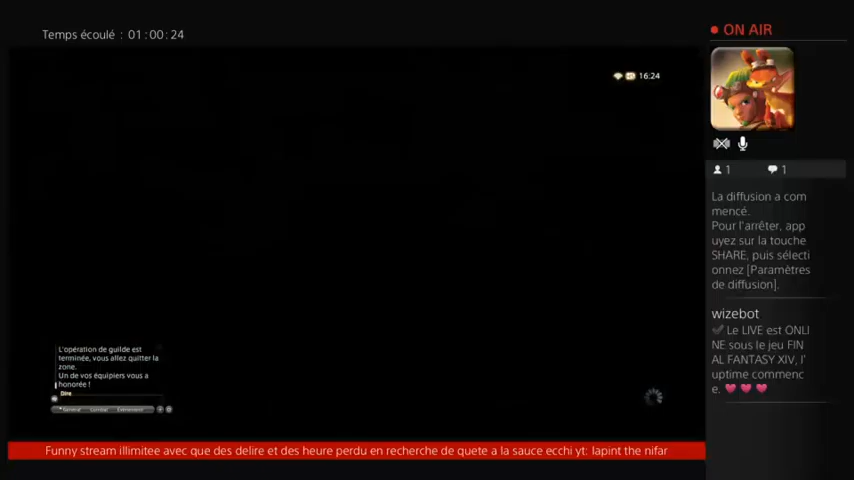 Temps écoulé : 01:00:24
ON AIR
16:24
1
1
La diffusion a com
mencé.
Pour l'arrêter, app
uyez sur la touche
SHARE, puis sélecti
onnez [Paramètres
de diffusion].
wizebot
Le LIVE est ONLI
NE sous le jeu FIN
AL FANTASY XIV, l'
uptime commenc
e.
L'opération de guilde est
terminée, vous allez quitter la
zone.
Un de vos équipiers vous a
honorée !
Dire
Général Combat Événement
Funny stream illimitee avec que des delire et des heure perdu en recherche de quete a la sauce ecchi yt: lapint the nifar